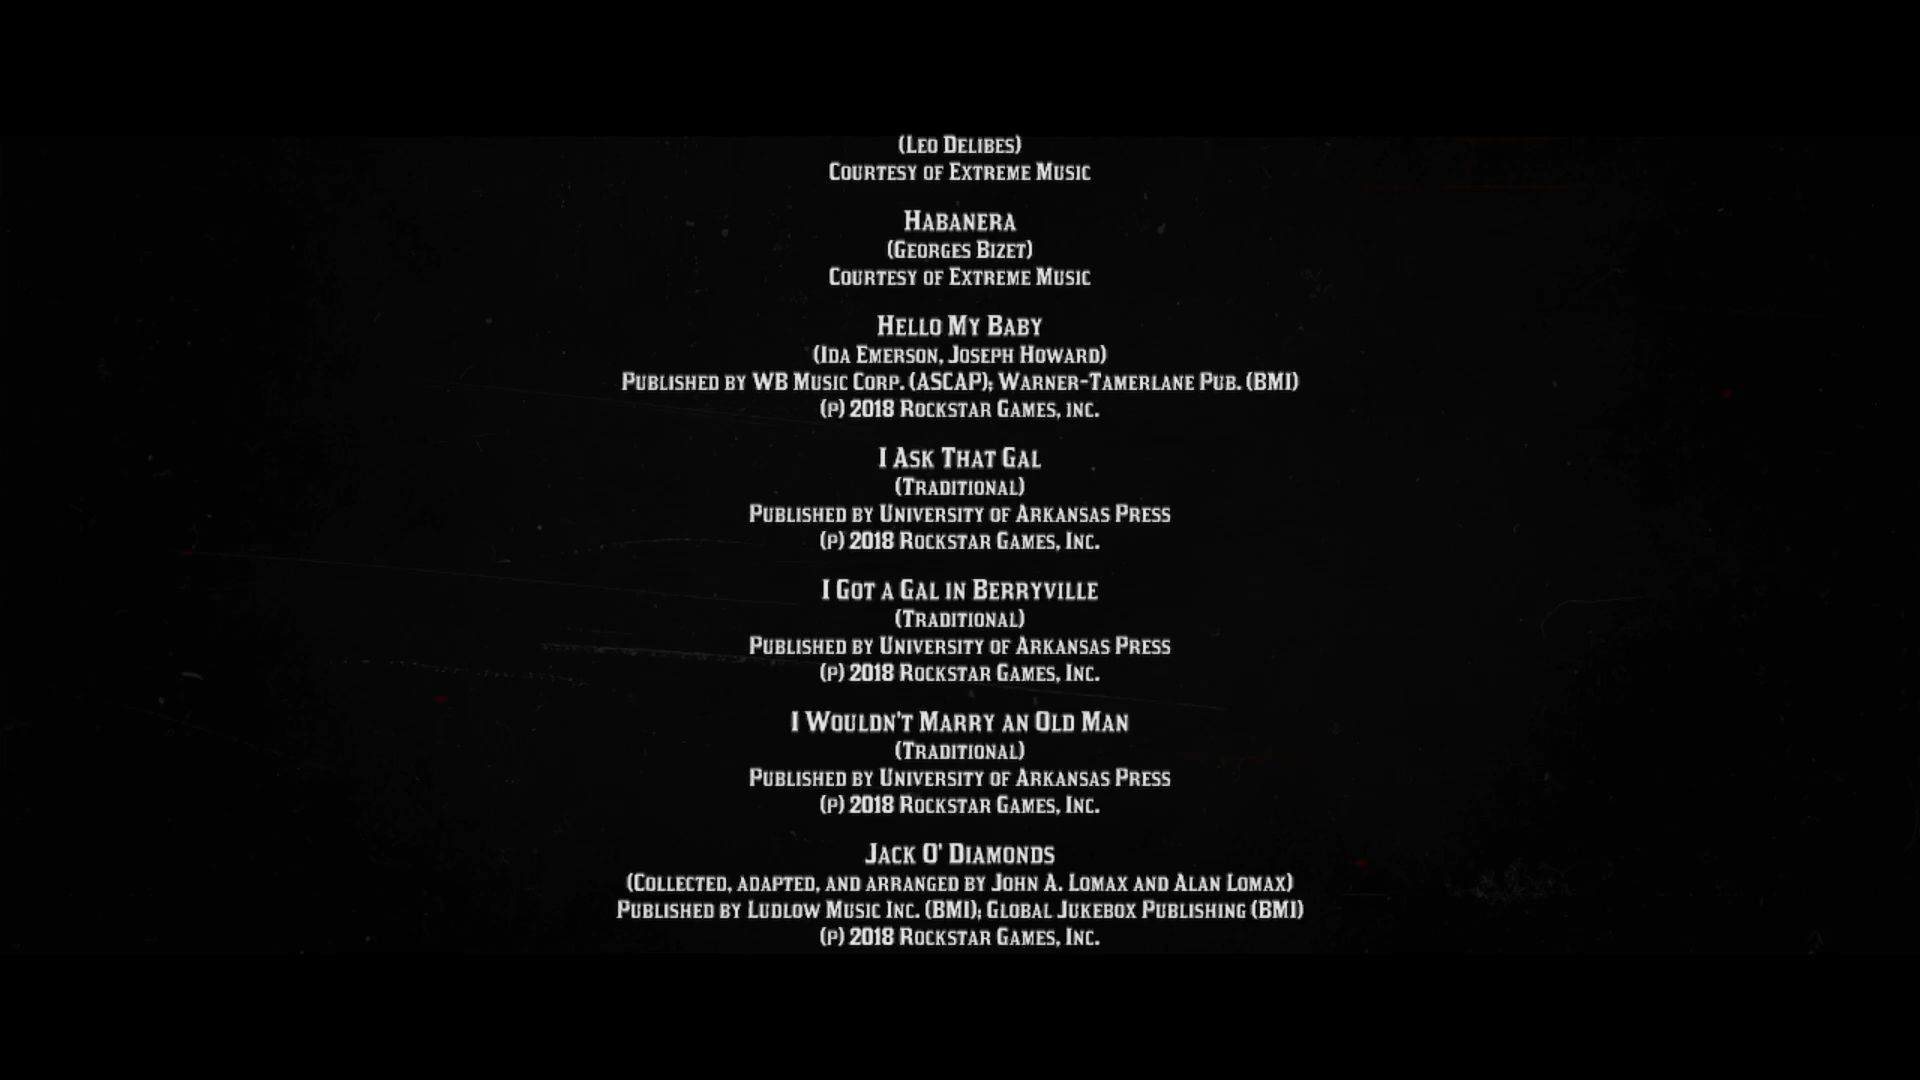 (Leo Delibes)
Courtesy of Extreme Music
Habanera
(Georges Bizet)
Courtesy of Extreme Music
Hello My Baby
(Ida Emerson, Joseph Howard)
Published by WB Music Corp. (ASCAP); Warner-Tamerlane Pub. (BMI)
(p) 2018 Rockstar Games, inc.
I Ask That Gal
(Traditional)
Published by University of Arkansas Press
(p) 2018 Rockstar Games, Inc.
I Got a Gal in Berryville
(Traditional)
Published by University of Arkansas Press
(p) 2018 Rockstar Games, Inc.
I Wouldn't Marry an Old Man
(Traditional)
Published by University of Arkansas Press
(p) 2018 Rockstar Games, Inc.
Jack O' Diamonds
(Collected, adapted, and arranged by John A. Lomax and Alan Lomax)
Published by Ludlow Music Inc. (BMI); Global Jukebox Publishing (BMI)
(p) 2018 Rockstar Games, Inc.